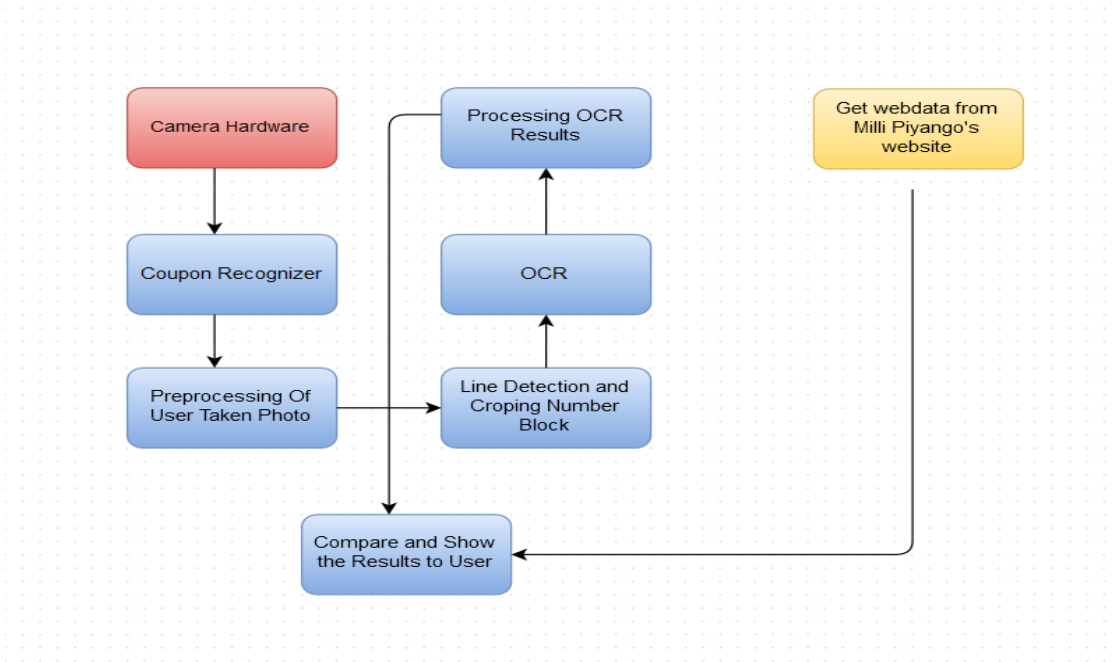 Camera Hardware
Coupon Recognizer
Preprocessing Of
User Taken Photo
Line Detection and
Croping Number
Block
OCR
Processing OCR
Results
Get webdata from
Milli Piyango's
website
Compare and Show
the Results to User